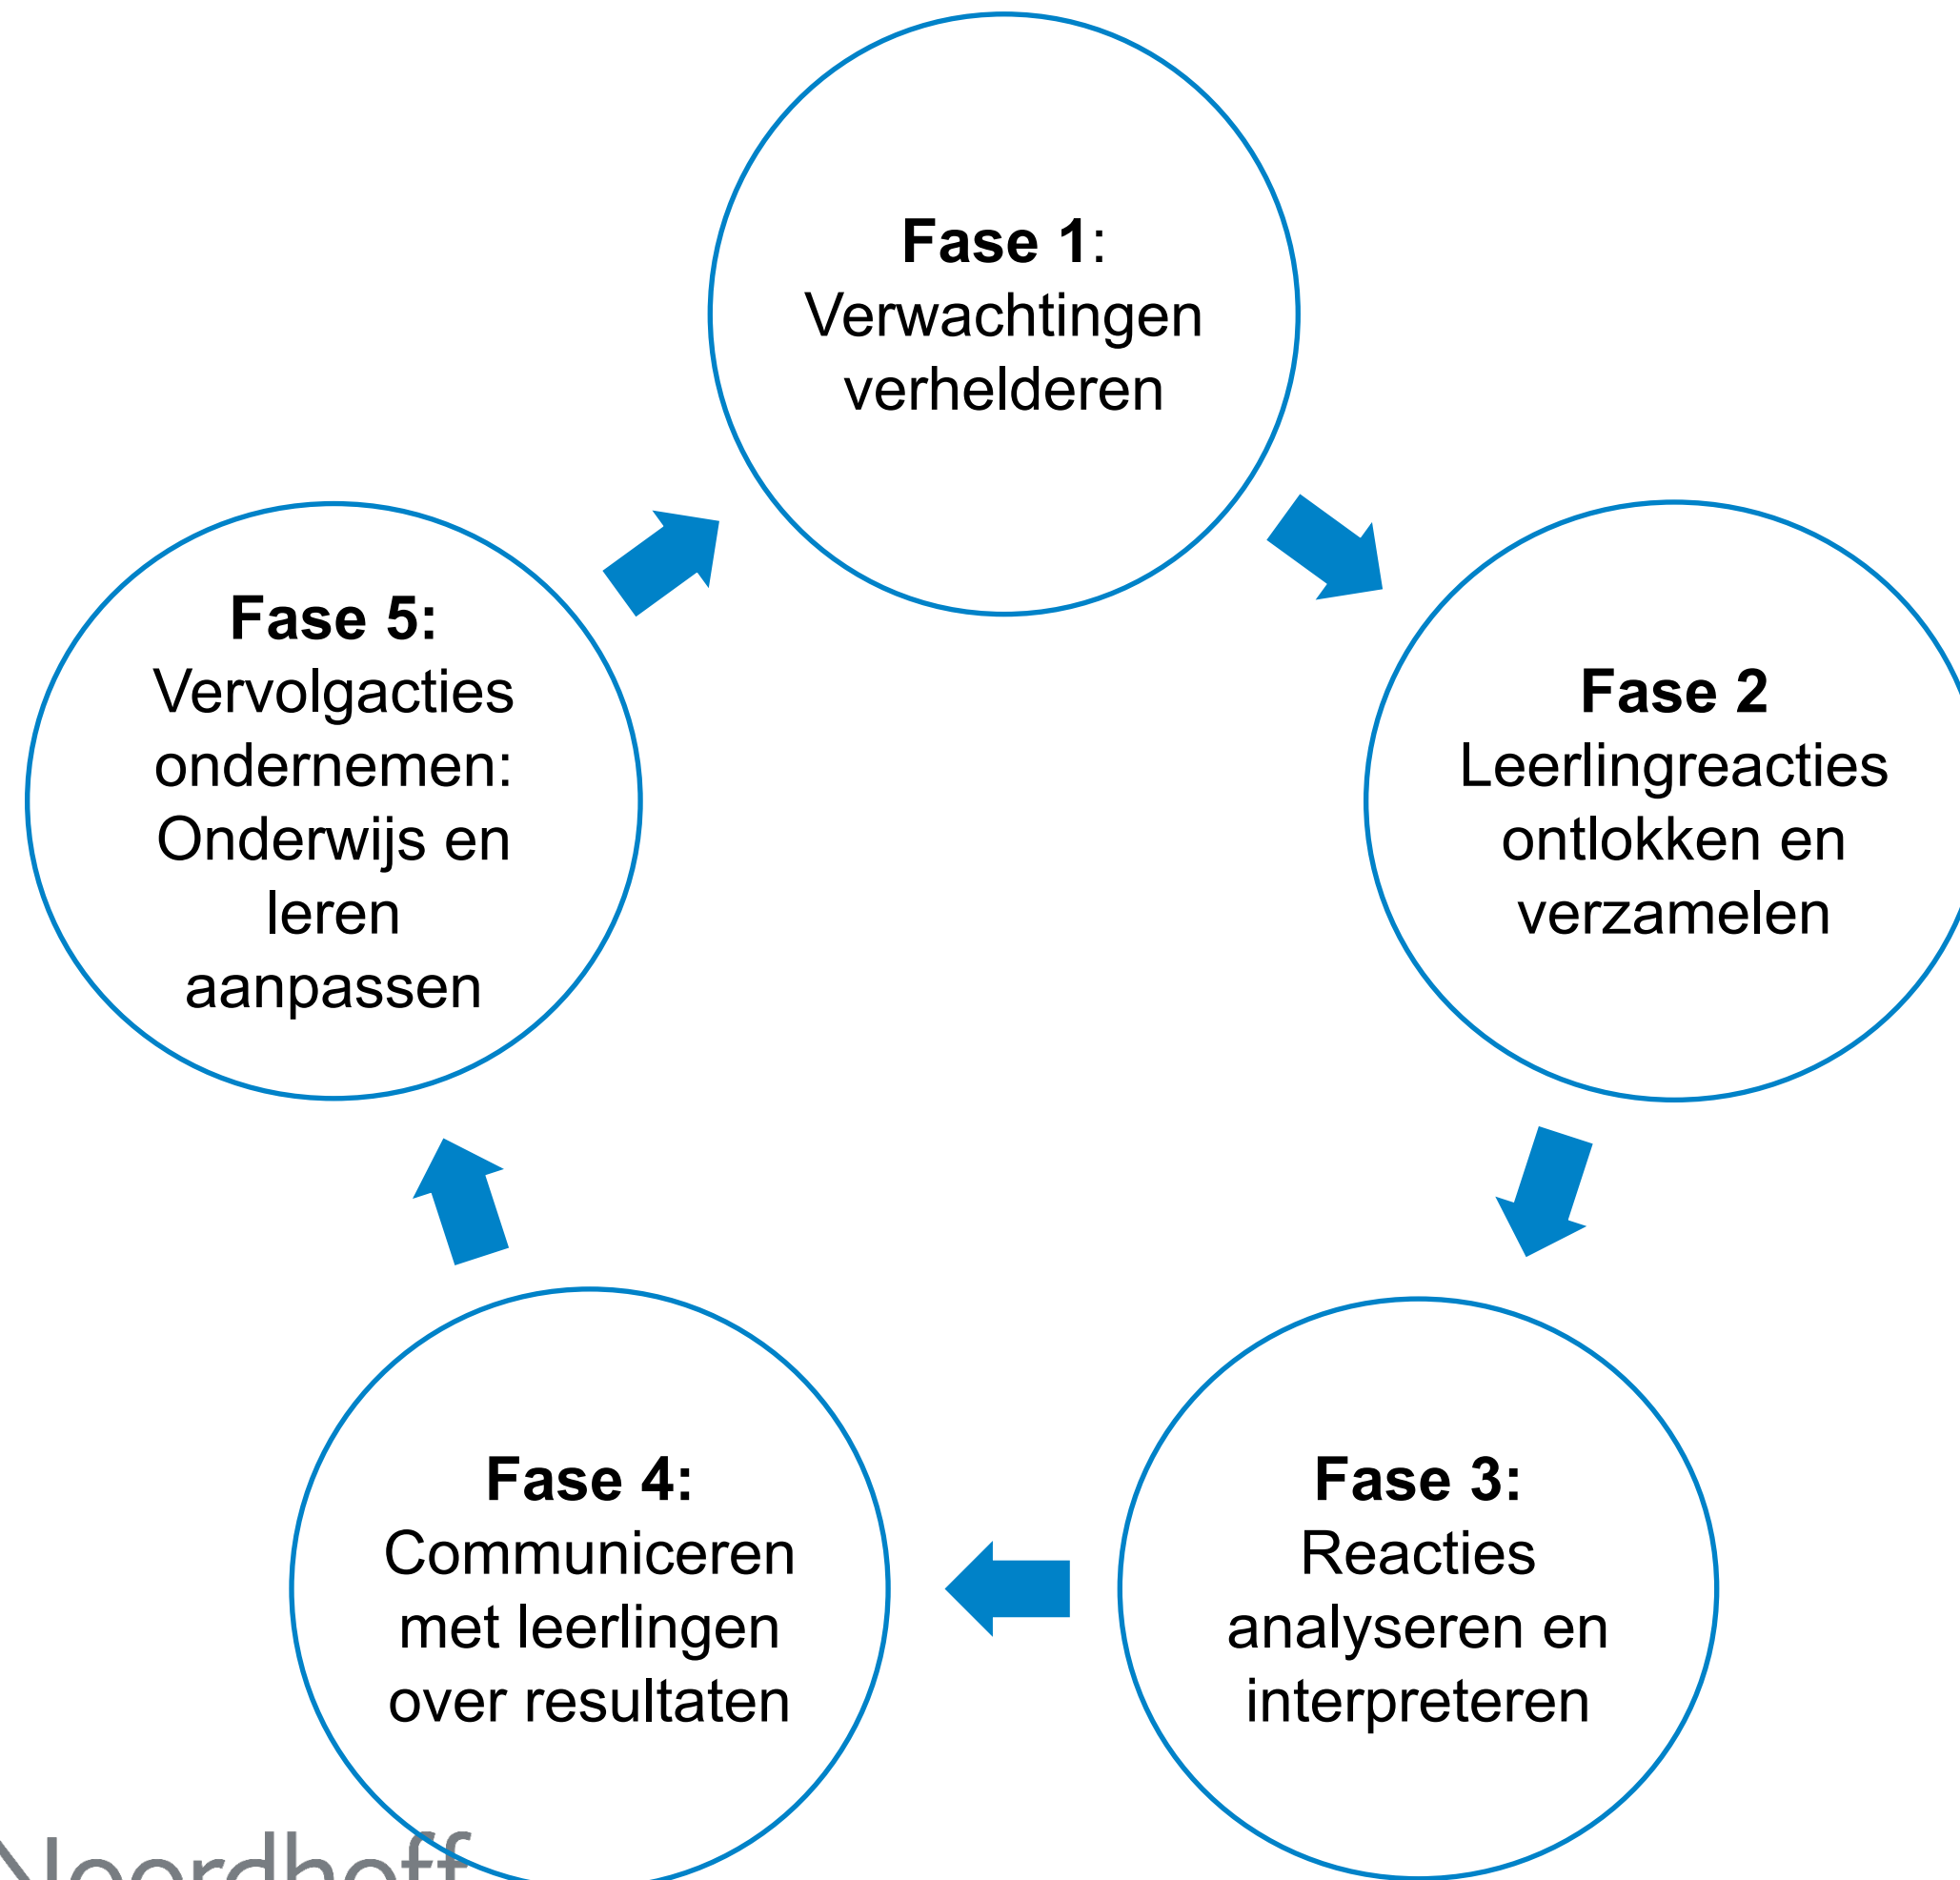 Fase 1:
Verwachtingen
verhelderen
Fase 2
Leerlingreacties
ontlokken en
verzamelen
Fase 3:
Reacties
analyseren en
interpreteren
Fase 4:
Communiceren
met leerlingen
over resultaten
Fase 5:
Vervolgacties
ondernemen:
Onderwijs en
leren
aanpassen
Noordhoff